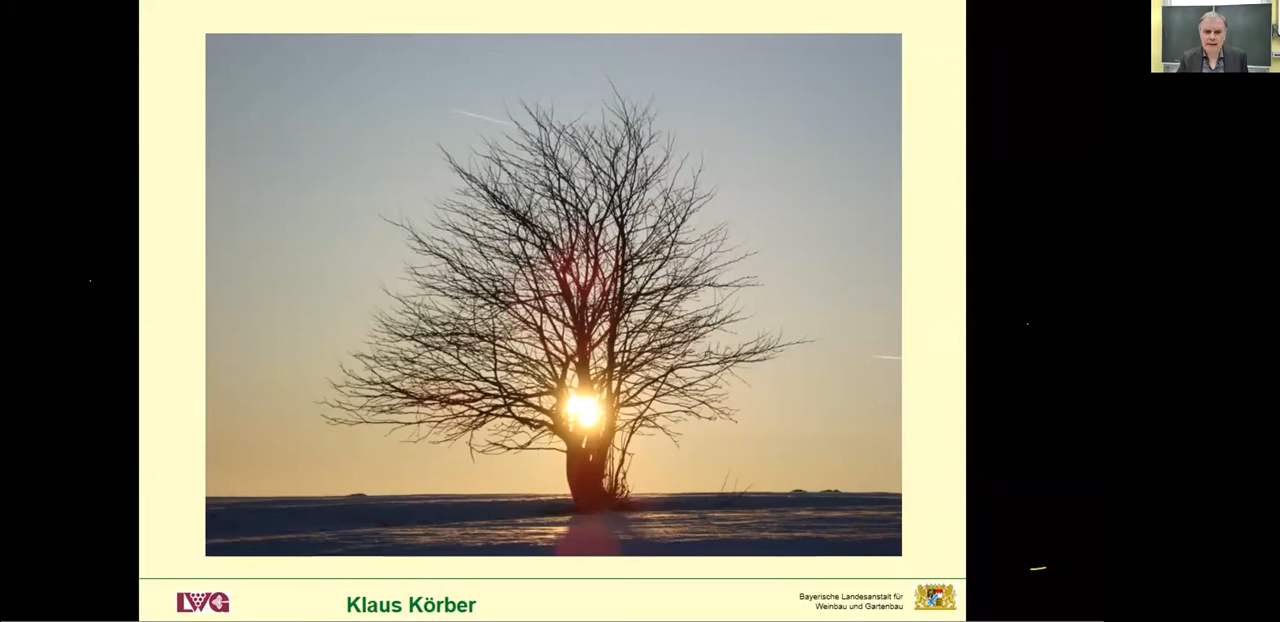 LWG
Klaus Körber
Bayerische Landesanstalt für
Weinbau und Gartenbau